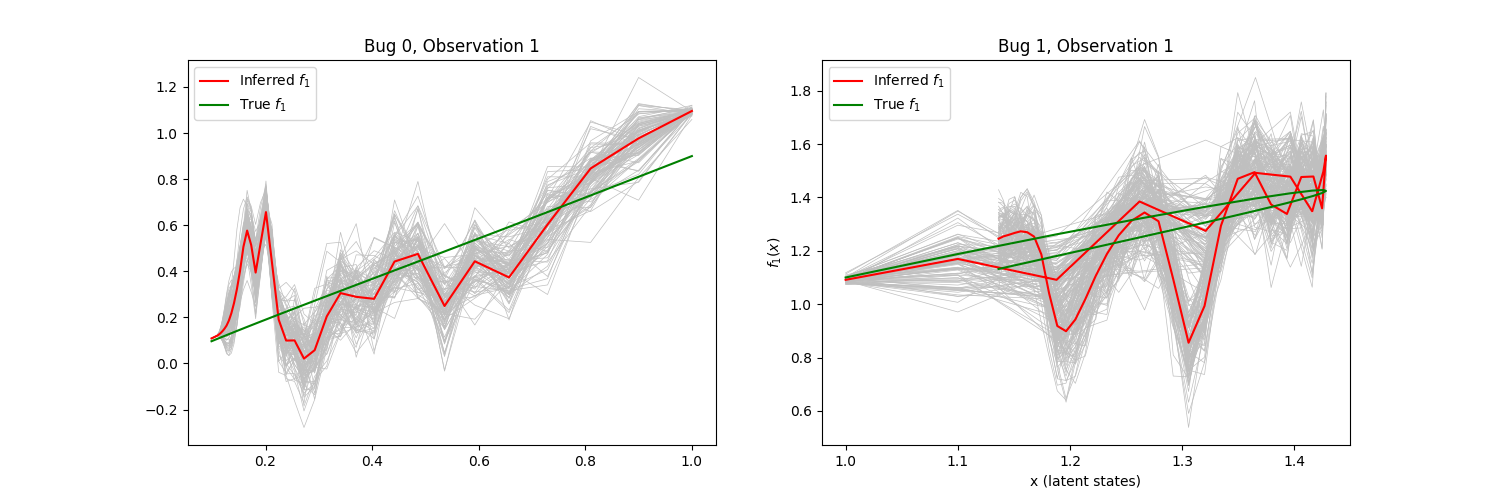 Bug 0, Observation 1
Inferred f₁
True f₁
1.2
1.0
0.8
0.6
0.4
0.2
0.0
−0.2
0.2 0.4 0.6 0.8 1.0
Bug 1, Observation 1
Inferred f₁
True f₁
f₁(x)
1.8
1.6
1.4
1.2
1.0
0.8
0.6
1.0 1.1 1.2 1.3 1.4
x (latent states)